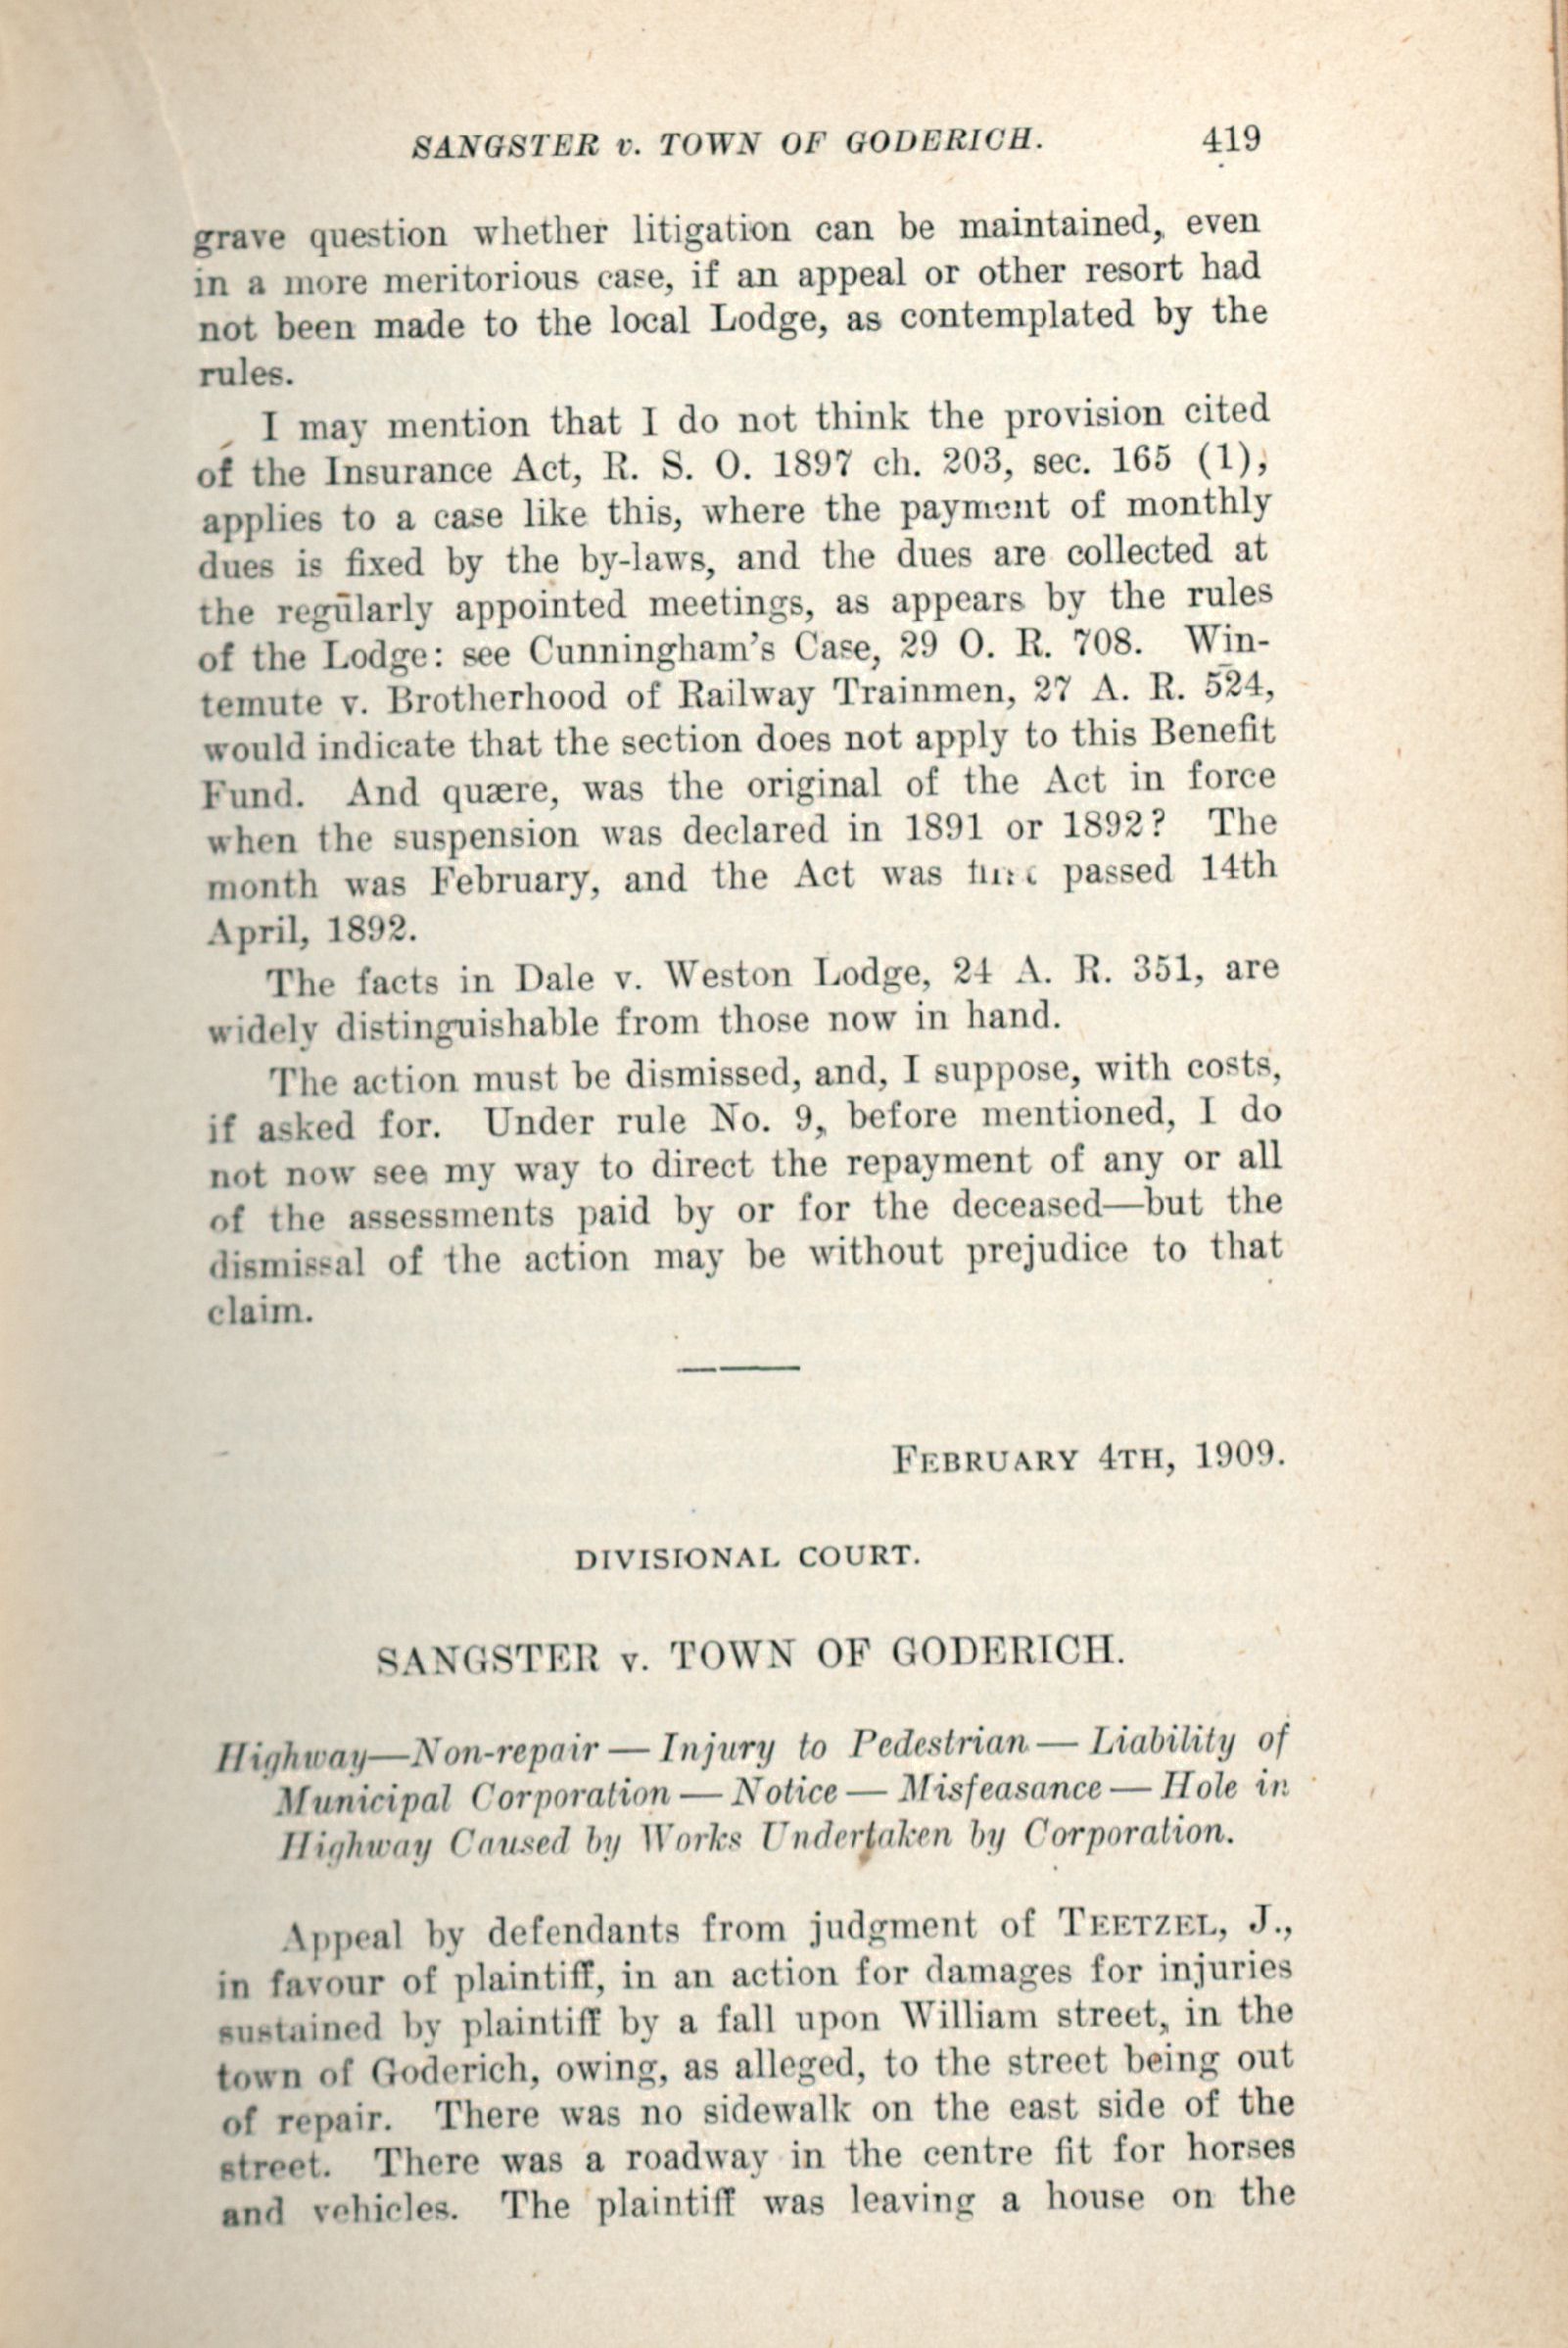 SANGSTER v. TOWN OF GODERICH. 419
grave question whether litigation can be maintained, even
in a more meritorious case, if an appeal or other resort had
not been made to the local Lodge, as contemplated by the
rules.
I may mention that I do not think the provision cited
of the Insurance Act, R. S. O. 1897 ch. 203, sec. 165 (1),
applies to a case like this, where the payment of monthly
dues is fixed by the by-laws, and the dues are collected at
the regularly appointed meetings, as appears by the rules
of the Lodge: see Cunningham's Case, 29 O. R. 708. Win-
temute v. Brotherhood of Railway Trainmen, 27 A. R. 524,
would indicate that the section does not apply to this Benefit
Fund. And quære, was the original of the Act in force
when the suspension was declared in 1891 or 1892? The
month was February, and the Act was passed 14th
April, 1892.
The facts in Dale v. Weston Lodge, 24 A. R. 351, are
widely distinguishable from those now in hand.
The action must be dismissed, and, I suppose, with costs,
if asked for. Under rule No. 9, before mentioned, I do
not now see my way to direct the repayment of any or all
of the assessments paid by or for the deceased—but the
dismissal of the action may be without prejudice to that
claim.
FEBRUARY 4TH, 1909.
DIVISIONAL COURT.
SANGSTER v. TOWN OF GODERICH.
Highway—Non-repair — Injury to Pedestrian — Liability of
Municipal Corporation — Notice — Misfeasance — Hole in
Highway Caused by Works Undertaken by Corporation.
Appeal by defendants from judgment of TEETZEL, J.,
in favour of plaintiff, in an action for damages for injuries
sustained by plaintiff by a fall upon William street, in the
town of Goderich, owing, as alleged, to the street being out
of repair. There was no sidewalk on the east side of the
street. There was a roadway in the centre fit for horses
and vehicles. The plaintiff was leaving a house on the